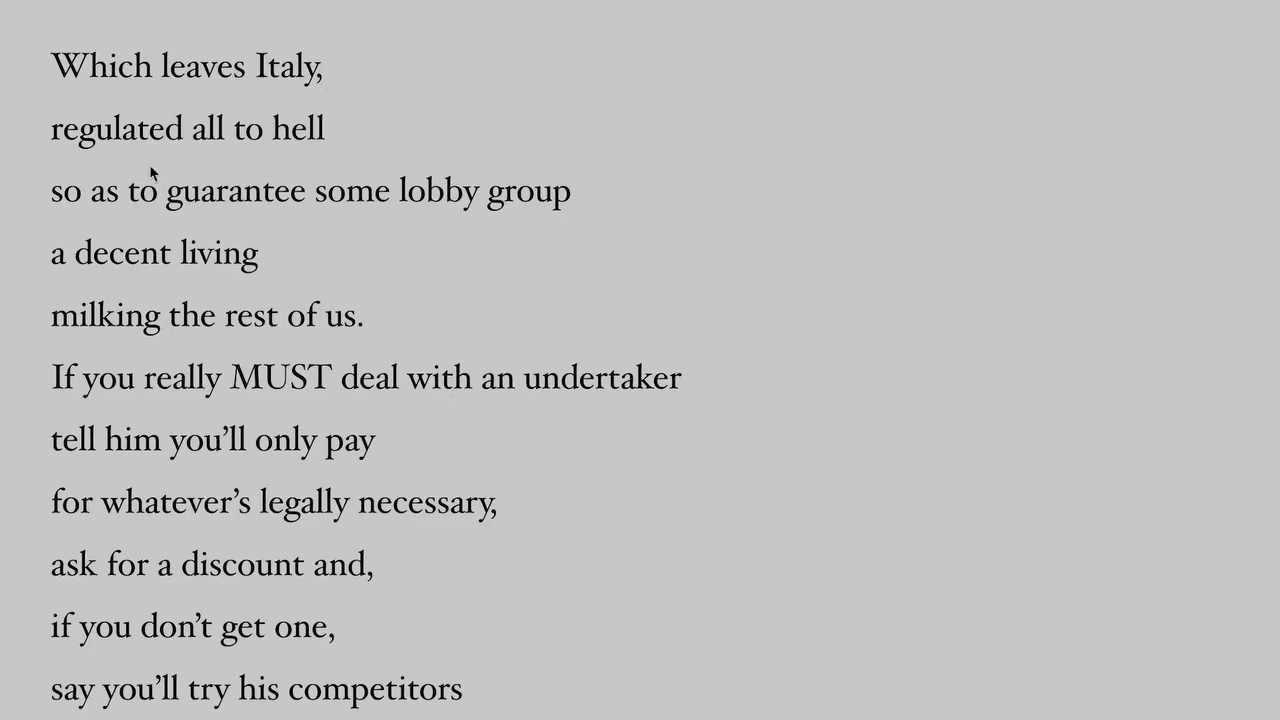 Which leaves Italy,
regulated all to hell
so as to guarantee some lobby group
a decent living
milking the rest of us.
If you really MUST deal with an undertaker
tell him you’ll only pay
for whatever’s legally necessary,
ask for a discount and,
if you don’t get one,
say you’ll try his competitors